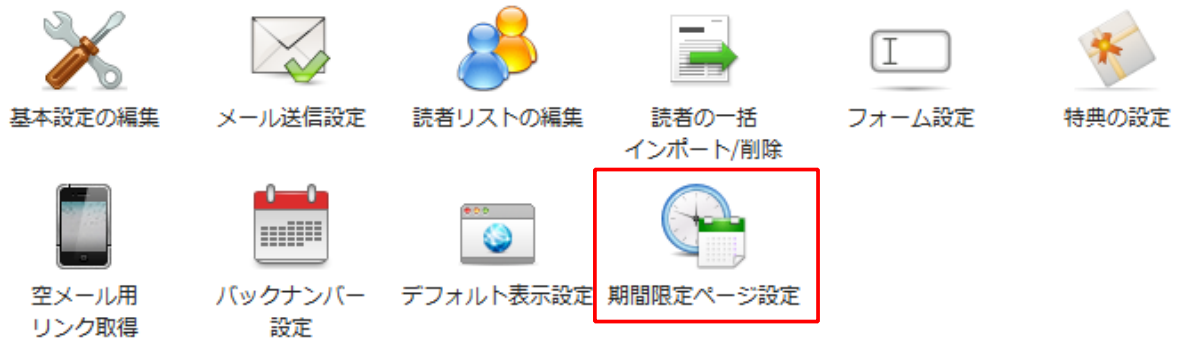 基本設定の編集
メール送信設定
読者リストの編集
読者の一括
インポート/削除
フォーム設定
特典の設定
空メール用
リンク取得
バックナンバー
設定
デフォルト表示設定
期間限定ページ設定